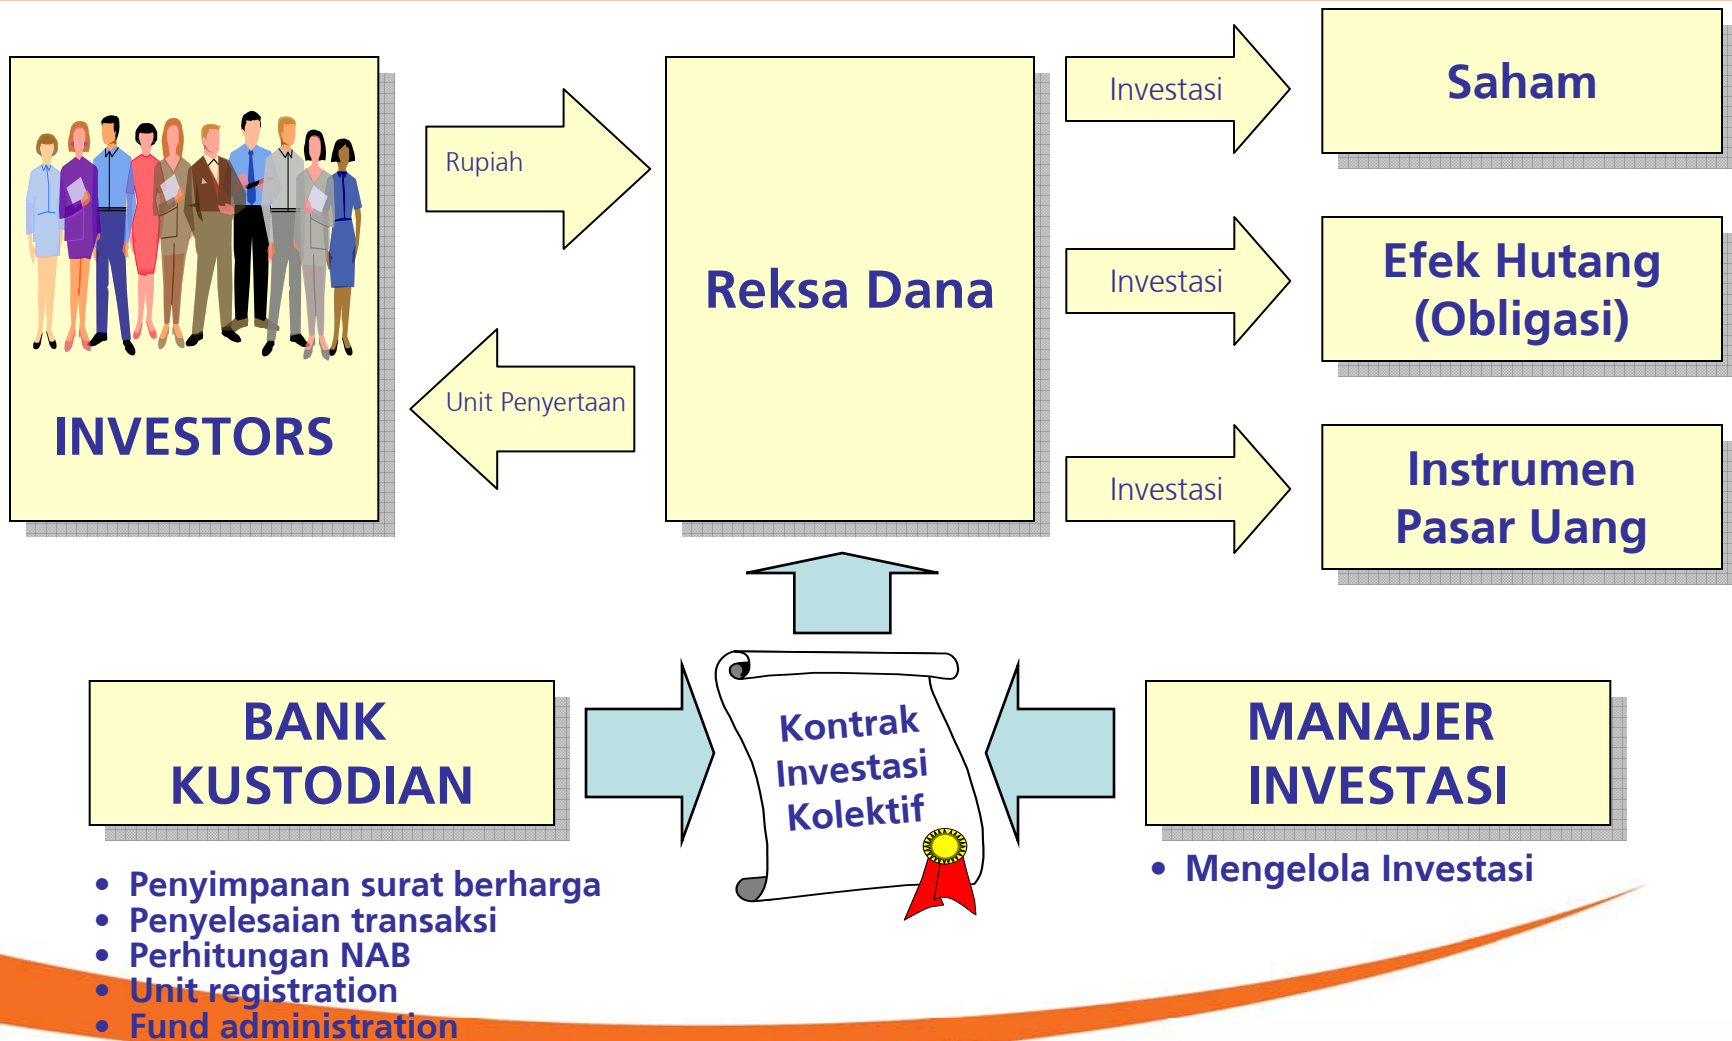 INVESTORS
Rupiah
Unit Penyertaan
Reksa Dana
Investasi
Saham
Investasi
Efek Hutang
(Obligasi)
Investasi
Instrumen
Pasar Uang
BANK
KUSTODIAN
• Penyimpanan surat berharga
• Penyelesaian transaksi
• Perhitungan NAB
• Unit registration
• Fund administration
Kontrak
Investasi
Kolektif
MANAJER
INVESTASI
• Mengelola Investasi